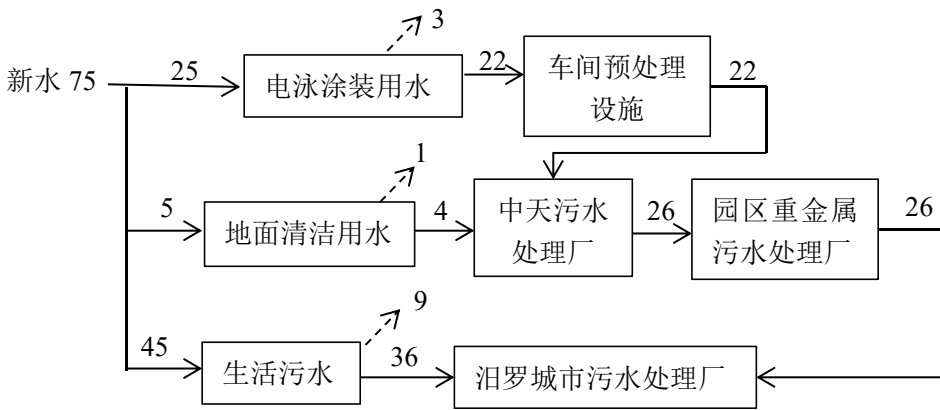 3
新水 75
25
电泳涂装用水
22
车间预处理
设施
22
1
5
地面清洁用水
4
中天污水
处理厂
26
园区重金属
污水处理厂
26
9
45
生活污水
36
汨罗城市污水处理厂